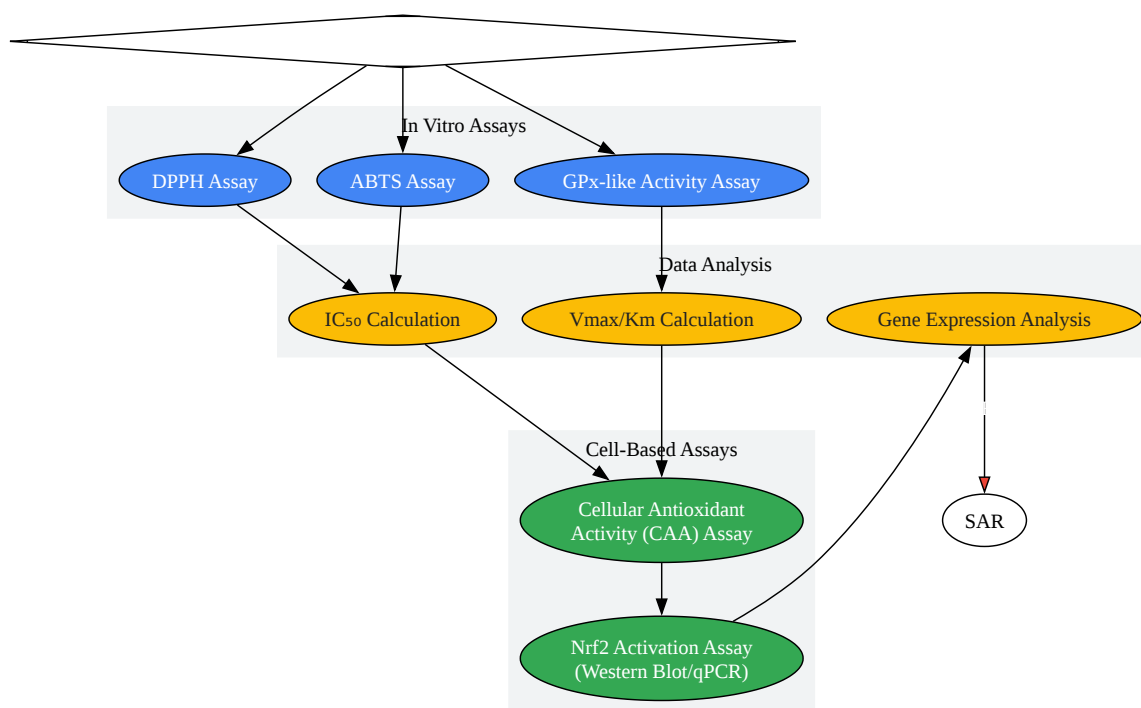 In Vitro Assays
DPPH Assay
ABTS Assay
GPx-like Activity Assay
Data Analysis
IC₅₀ Calculation
Vmax/Km Calculation
Gene Expression Analysis
Cell-Based Assays
Cellular Antioxidant
Activity (CAA) Assay
SAR
Nrf2 Activation Assay
(Western Blot/qPCR)